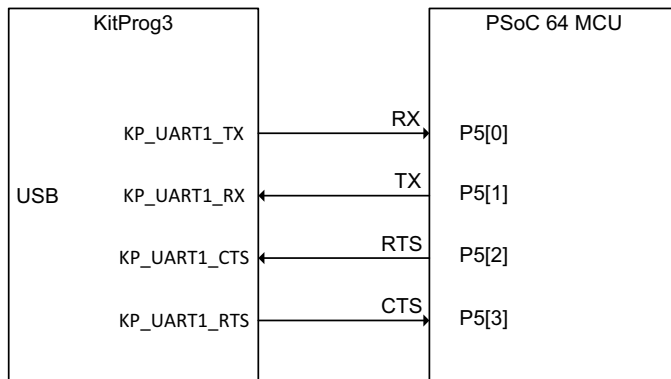 KitProg3
PSoC 64 MCU
KP_UART1_TX
RX
P5[0]
USB
KP_UART1_RX
TX
P5[1]
KP_UART1_CTS
RTS
P5[2]
KP_UART1_RTS
CTS
P5[3]